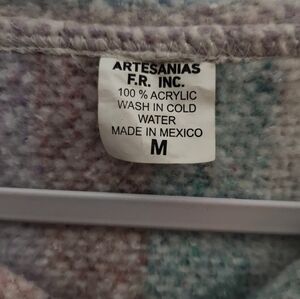 ARTESANIAS
F.R. INC.
100 % ACRYLIC
WASH IN COLD
WATER
MADE IN MEXICO
M